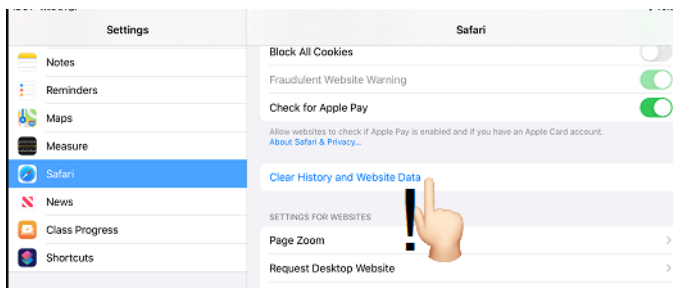 Settings
Safari
Notes
Reminders
Maps
Measure
Safari
News
Class Progress
Shortcuts
Block All Cookies
Fraudulent Website Warning
Check for Apple Pay
Allow websites to check if Apple Pay is enabled and if you have an Apple Card account.
About Safari & Privacy...
Clear History and Website Data
!
SETTINGS FOR WEBSITES
Page Zoom
Request Desktop Website